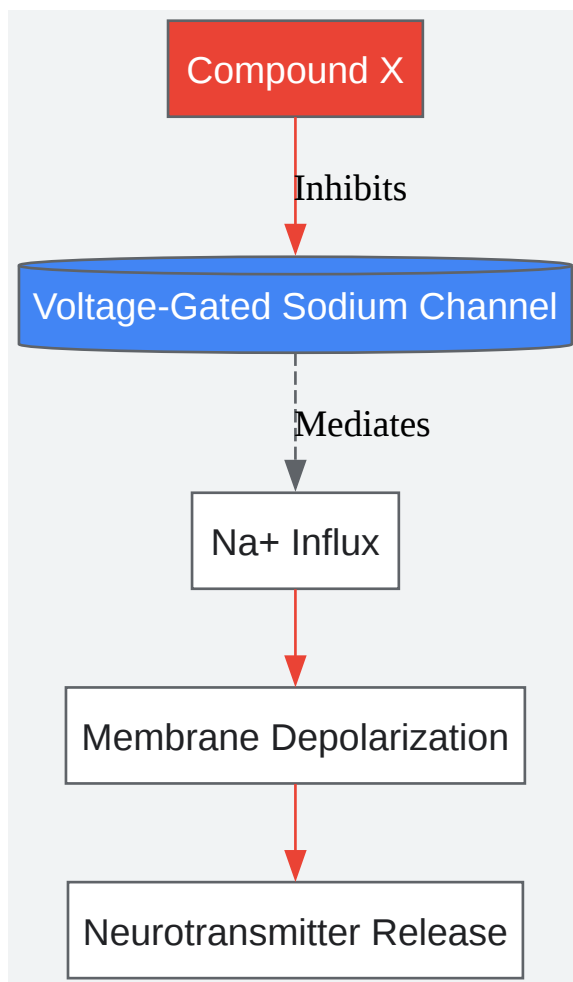 Compound X
Inhibits
Voltage-Gated Sodium Channel
Mediates
Na+ Influx
Membrane Depolarization
Neurotransmitter Release